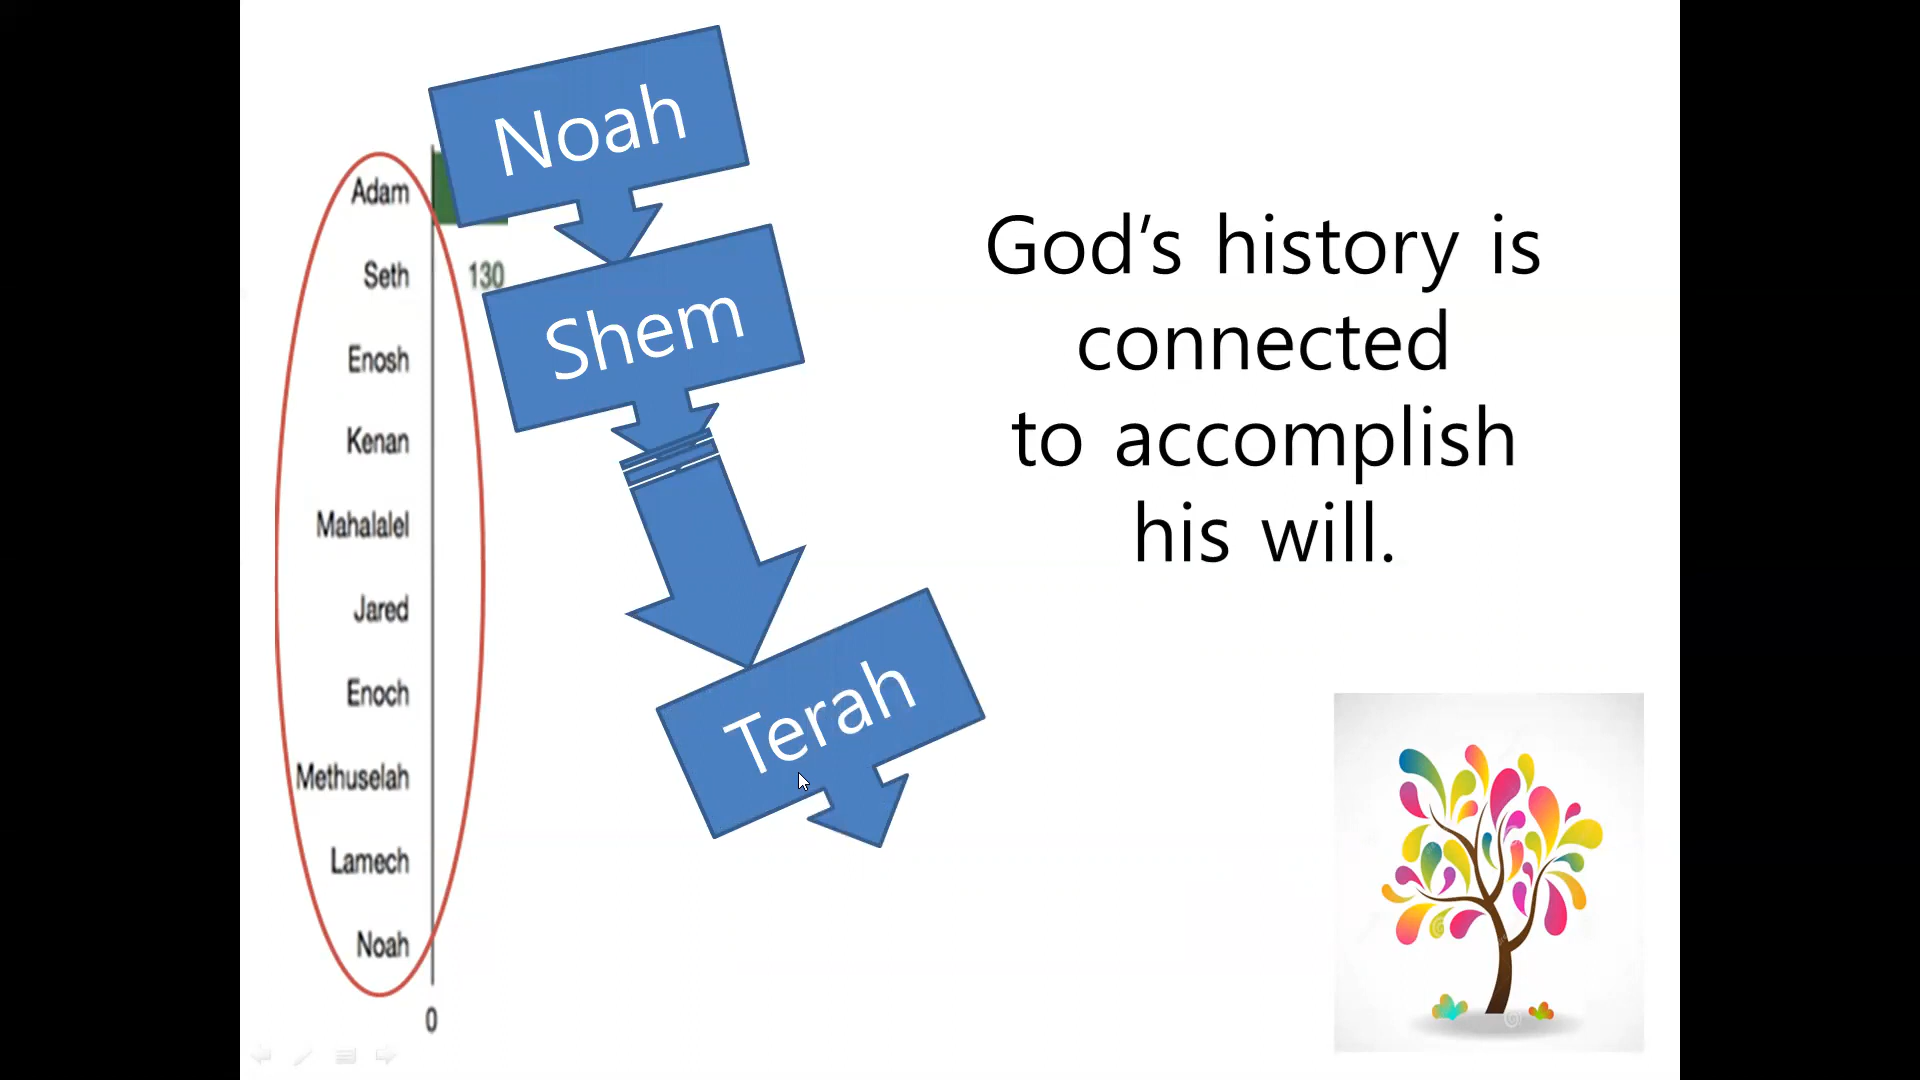 Adam
Seth
130
Enosh
Kenan
Mahalalel
Jared
Enoch
Methuselah
Lamech
Noah
0
Noah
Shem
Terah
God’s history is
connected
to accomplish
his will.